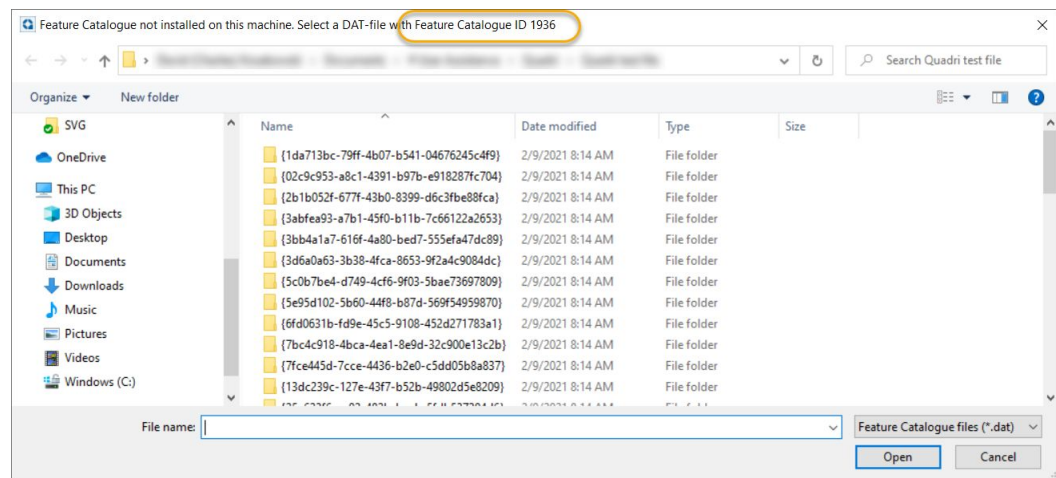 Feature Catalogue not installed on this machine. Select a DAT-file with Feature Catalogue ID 1936
Search Quadri test file
Organize New folder
SVG
OneDrive
This PC
3D Objects
Desktop
Documents
Downloads
Music
Pictures
Videos
Windows (C:)
Name Date modified Type Size
{1da713bc-79ff-4b07-b541-04676245c4f9} 2/9/2021 8:14 AM File folder
{02c9c953-a8c1-4391-b97b-e918287fc704} 2/9/2021 8:14 AM File folder
{2b1b052f-677f-43b0-8399-d6c3fbe88fca} 2/9/2021 8:14 AM File folder
{3abfea93-a7b1-45f0-b11b-7c66122a2653} 2/9/2021 8:14 AM File folder
{3bb4a1a7-616f-4a80-bed7-555efa47dc89} 2/9/2021 8:14 AM File folder
{3d6a0a63-3b38-4fca-8653-9f2a4c9084dc} 2/9/2021 8:14 AM File folder
{5c0b7be4-d749-4cf6-9f03-5bae73697809} 2/9/2021 8:14 AM File folder
{5e95d102-5b60-44f8-b87d-569f54959870} 2/9/2021 8:14 AM File folder
{6fd0631b-fd9e-45c5-9108-452d271783a1} 2/9/2021 8:14 AM File folder
{7bc4c918-4bca-4ea1-8e9d-32c900e13c2b} 2/9/2021 8:14 AM File folder
{7fce445d-7cce-4436-b2e0-c5dd05b8a837} 2/9/2021 8:14 AM File folder
{13dc239c-127e-43f7-b52b-49802d5e8209} 2/9/2021 8:14 AM File folder
File name: Feature Catalogue files (*.dat)
Open Cancel